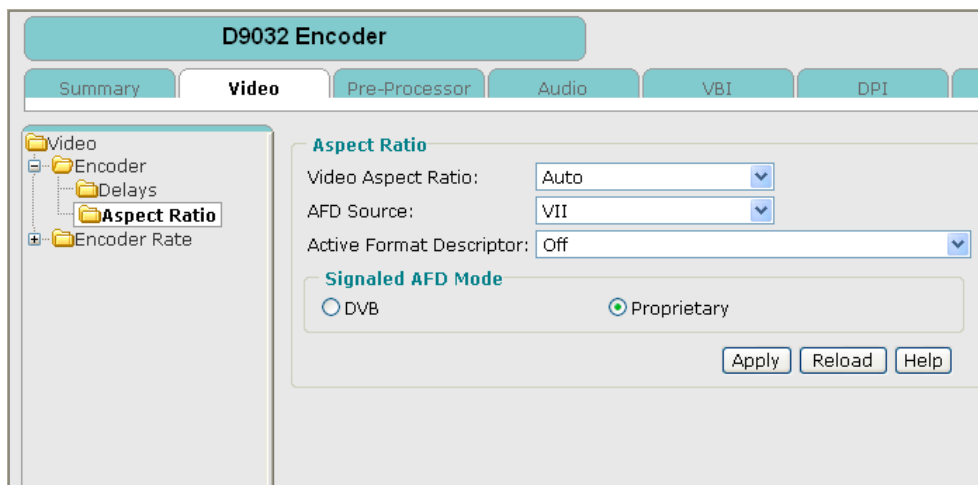 D9032 Encoder
Summary Video Pre-Processor Audio VBI DPI
Video
Encoder
Delays
Aspect Ratio
Encoder Rate
Aspect Ratio
Video Aspect Ratio: Auto
AFD Source: VII
Active Format Descriptor: Off
Signaled AFD Mode
DVB Proprietary
Apply Reload Help